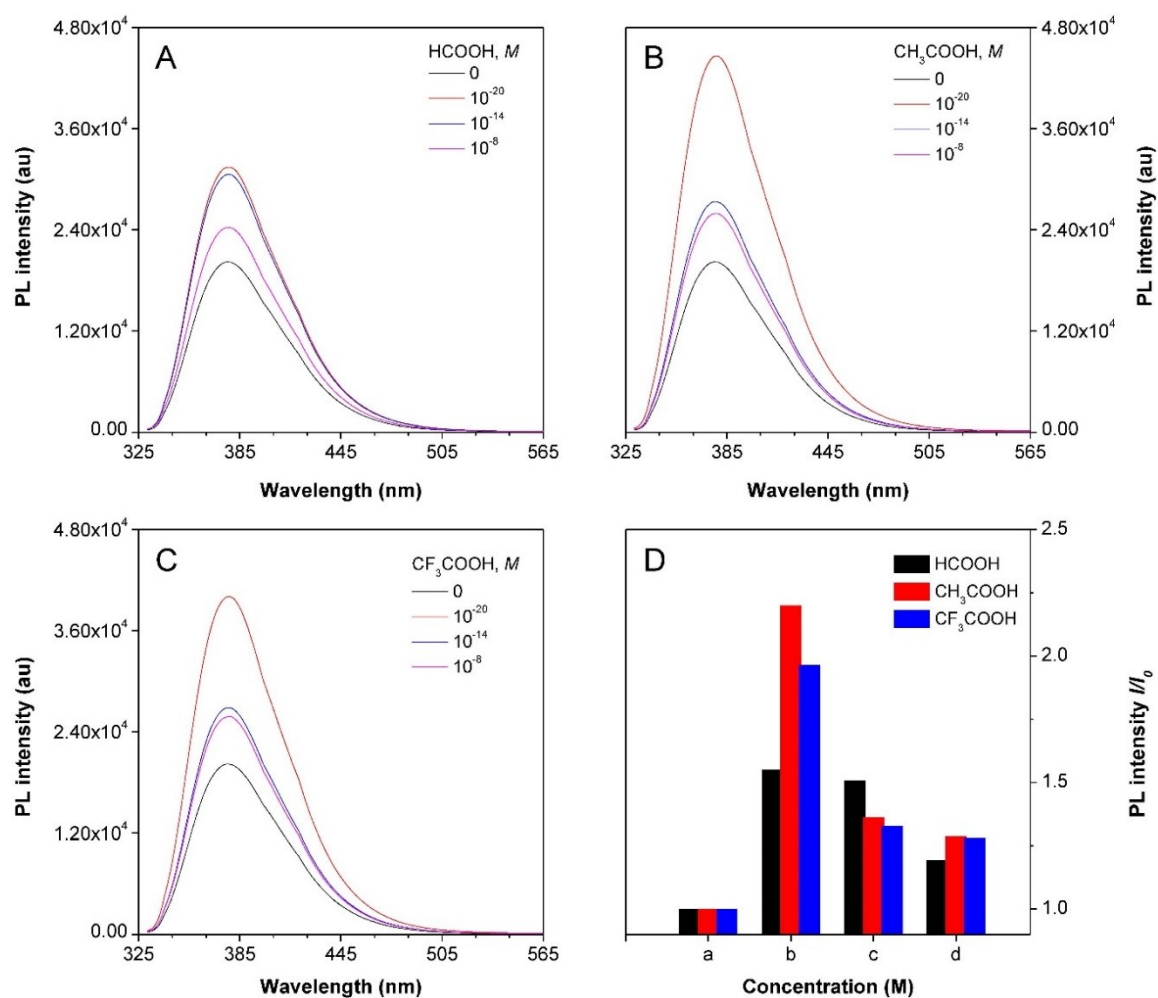 A
HCOOH, M
0
10⁻²⁰
10⁻¹⁴
10⁻⁸
4.80x10⁴
3.60x10⁴
2.40x10⁴
1.20x10⁴
0.00
PL intensity (au)
325 385 445 505 565
Wavelength (nm)
B
CH₃COOH, M
0
10⁻²⁰
10⁻¹⁴
10⁻⁸
4.80x10⁴
3.60x10⁴
2.40x10⁴
1.20x10⁴
0.00
PL intensity (au)
325 385 445 505 565
Wavelength (nm)
C
CF₃COOH, M
0
10⁻²⁰
10⁻¹⁴
10⁻⁸
4.80x10⁴
3.60x10⁴
2.40x10⁴
1.20x10⁴
0.00
PL intensity (au)
325 385 445 505 565
Wavelength (nm)
D
HCOOH
CH₃COOH
CF₃COOH
2.5
2.0
1.5
1.0
PL intensity I/I₀
a b c d
Concentration (M)